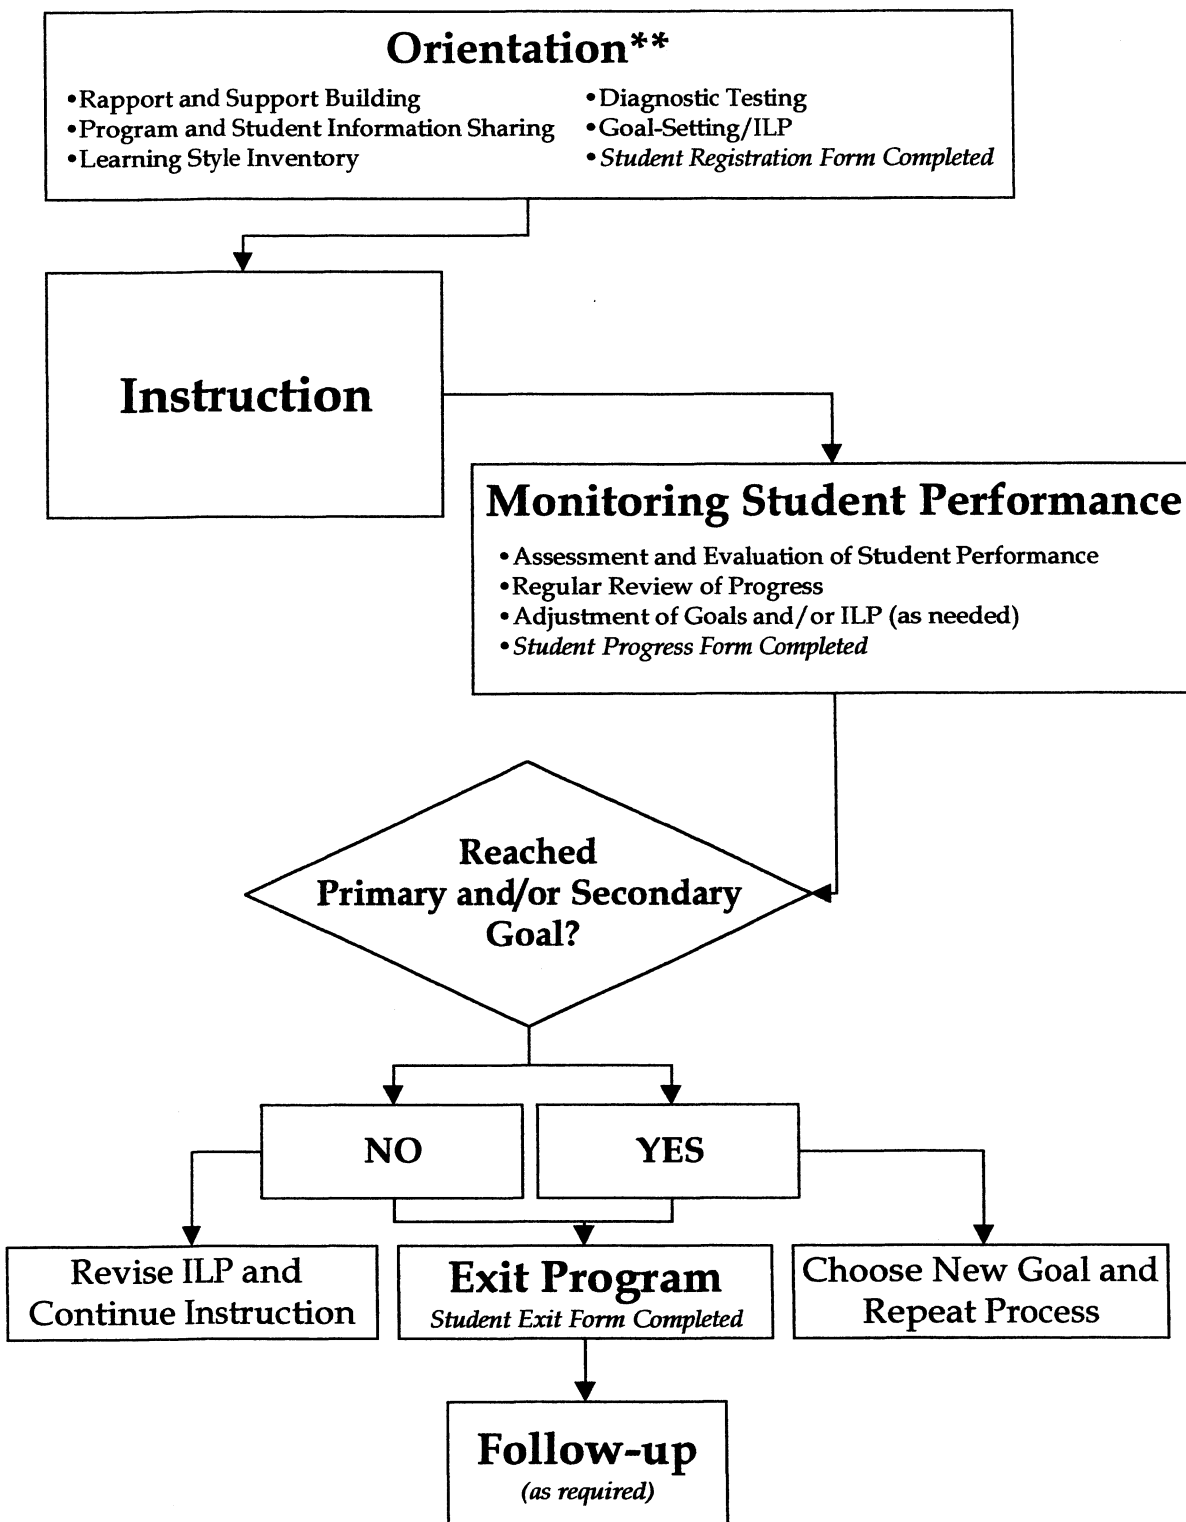 Orientation**
•Rapport and Support Building
•Program and Student Information Sharing
•Learning Style Inventory
•Diagnostic Testing
•Goal-Setting/ILP
•Student Registration Form Completed
Instruction
Monitoring Student Performance
•Assessment and Evaluation of Student Performance
•Regular Review of Progress
•Adjustment of Goals and/or ILP (as needed)
•Student Progress Form Completed
Reached
Primary and/or Secondary
Goal?
NO
YES
Revise ILP and
Continue Instruction
Exit Program
Student Exit Form Completed
Choose New Goal and
Repeat Process
Follow-up
(as required)